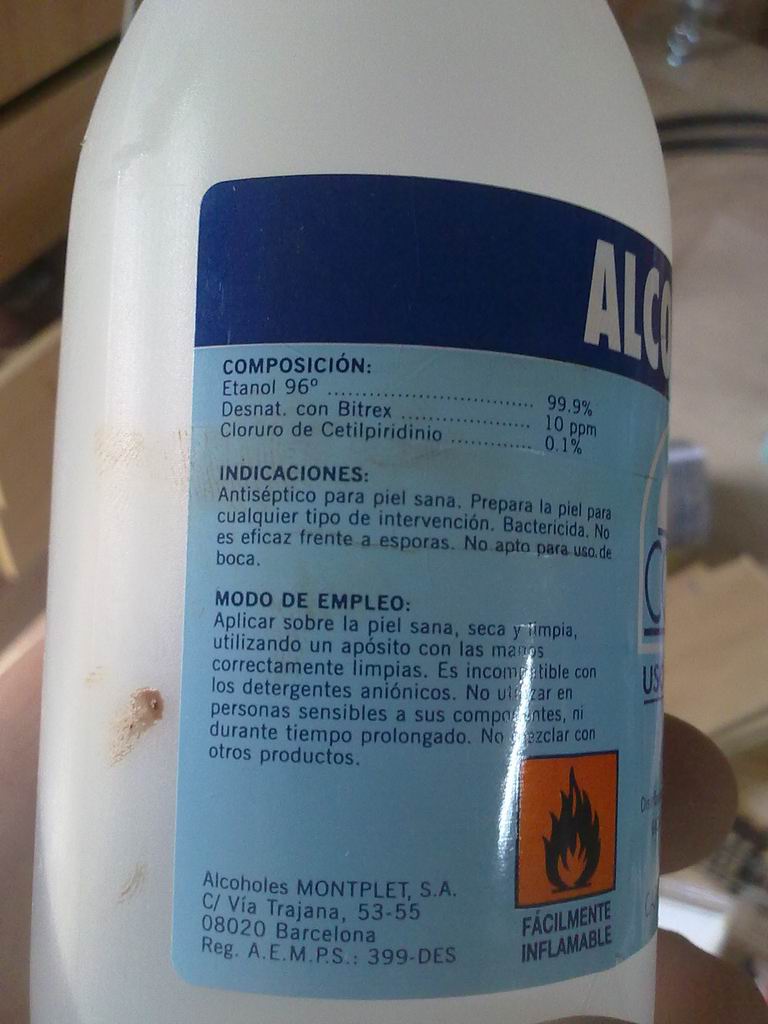 ALCO
COMPOSICIÓN:
Etanol 96º ........................................ 99.9%
Desnat. con Bitrex ......................... 10 ppm
Cloruro de Cetilpiridinio ............... 0.1%
INDICACIONES:
Antiséptico para piel sana. Prepara la piel para
cualquier tipo de intervención. Bactericida. No
es eficaz frente a esporas. No apto para uso de
boca.
MODO DE EMPLEO:
Aplicar sobre la piel sana, seca y limpia,
utilizando un apósito con las manos
correctamente limpias. Es incompatible con
los detergentes aniónicos. No utilizar en
personas sensibles a sus componentes, ni
durante tiempo prolongado. No mezclar con
otros productos.
Alcoholes MONTPLET, S.A.
C/ Vía Trajana, 53-55
08020 Barcelona
Reg. A.E.M.P.S.: 399-DES
FÁCILMENTE
INFLAMABLE
US